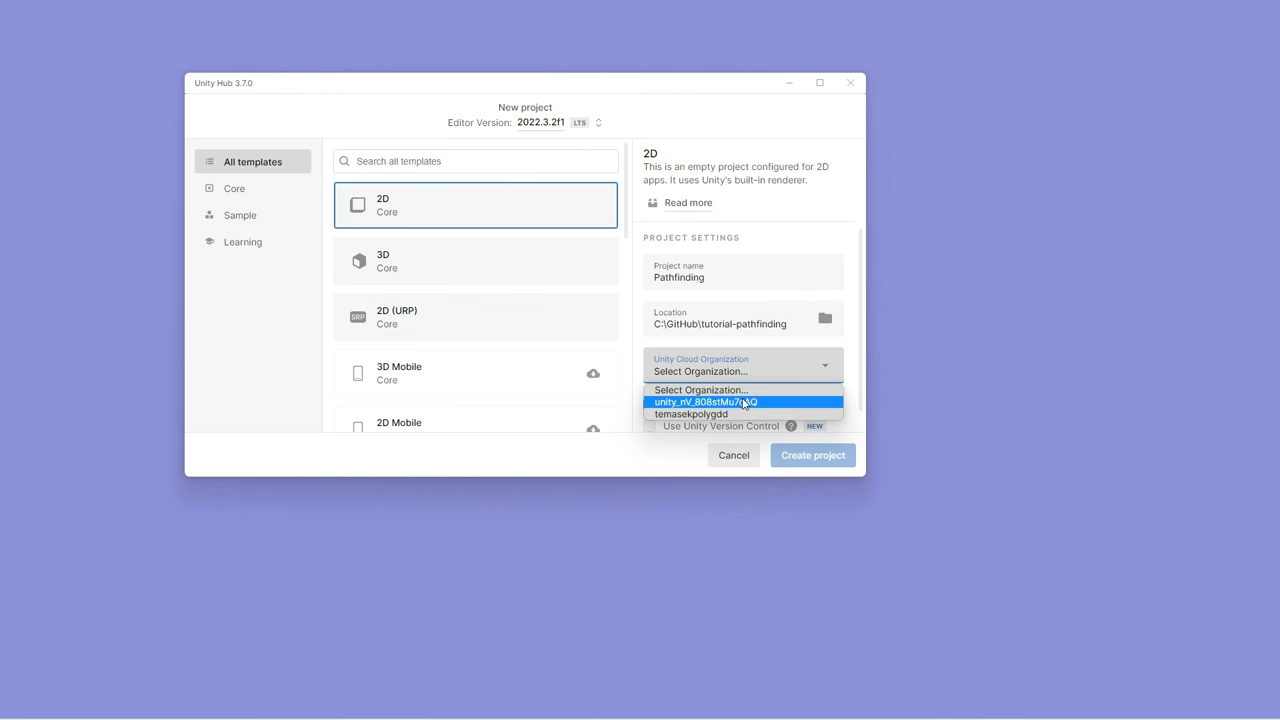 Unity Hub 3.7.0
New project
Editor Version: 2022.3.2f1 LTS
All templates
Core
Sample
Learning
Search all templates
2D
Core
3D
Core
SRP
2D (URP)
Core
3D Mobile
Core
2D Mobile
2D
This is an empty project configured for 2D
apps. It uses Unity's built-in renderer.
Read more
PROJECT SETTINGS
Project name
Pathfinding
Location
C:\GitHub\tutorial-pathfinding
Unity Cloud Organization
Select Organization...
Select Organization...
temasekpolygdd
Use Unity Version Control ? NEW
Cancel
Create project